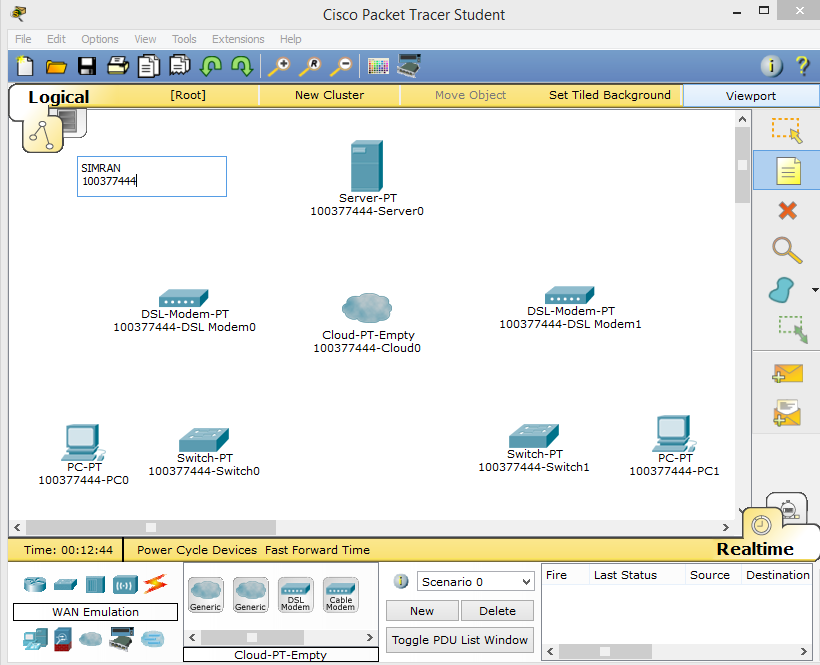 Cisco Packet Tracer Student
File Edit Options View Tools Extensions Help
Logical [Root] New Cluster Move Object Set Tiled Background Viewport
SIMRAN
100377444
Server-PT
100377444-Server0
DSL-Modem-PT
100377444-DSL Modem0
Cloud-PT-Empty
100377444-Cloud0
DSL-Modem-PT
100377444-DSL Modem1
PC-PT
100377444-PC0
Switch-PT
100377444-Switch0
Switch-PT
100377444-Switch1
PC-PT
100377444-PC1
Time: 00:12:44 Power Cycle Devices Fast Forward Time Realtime
WAN Emulation
Generic
Generic
DSL
Modem
Cable
Modem
Cloud-PT-Empty
Scenario 0
New Delete
Toggle PDU List Window
Fire Last Status Source Destination